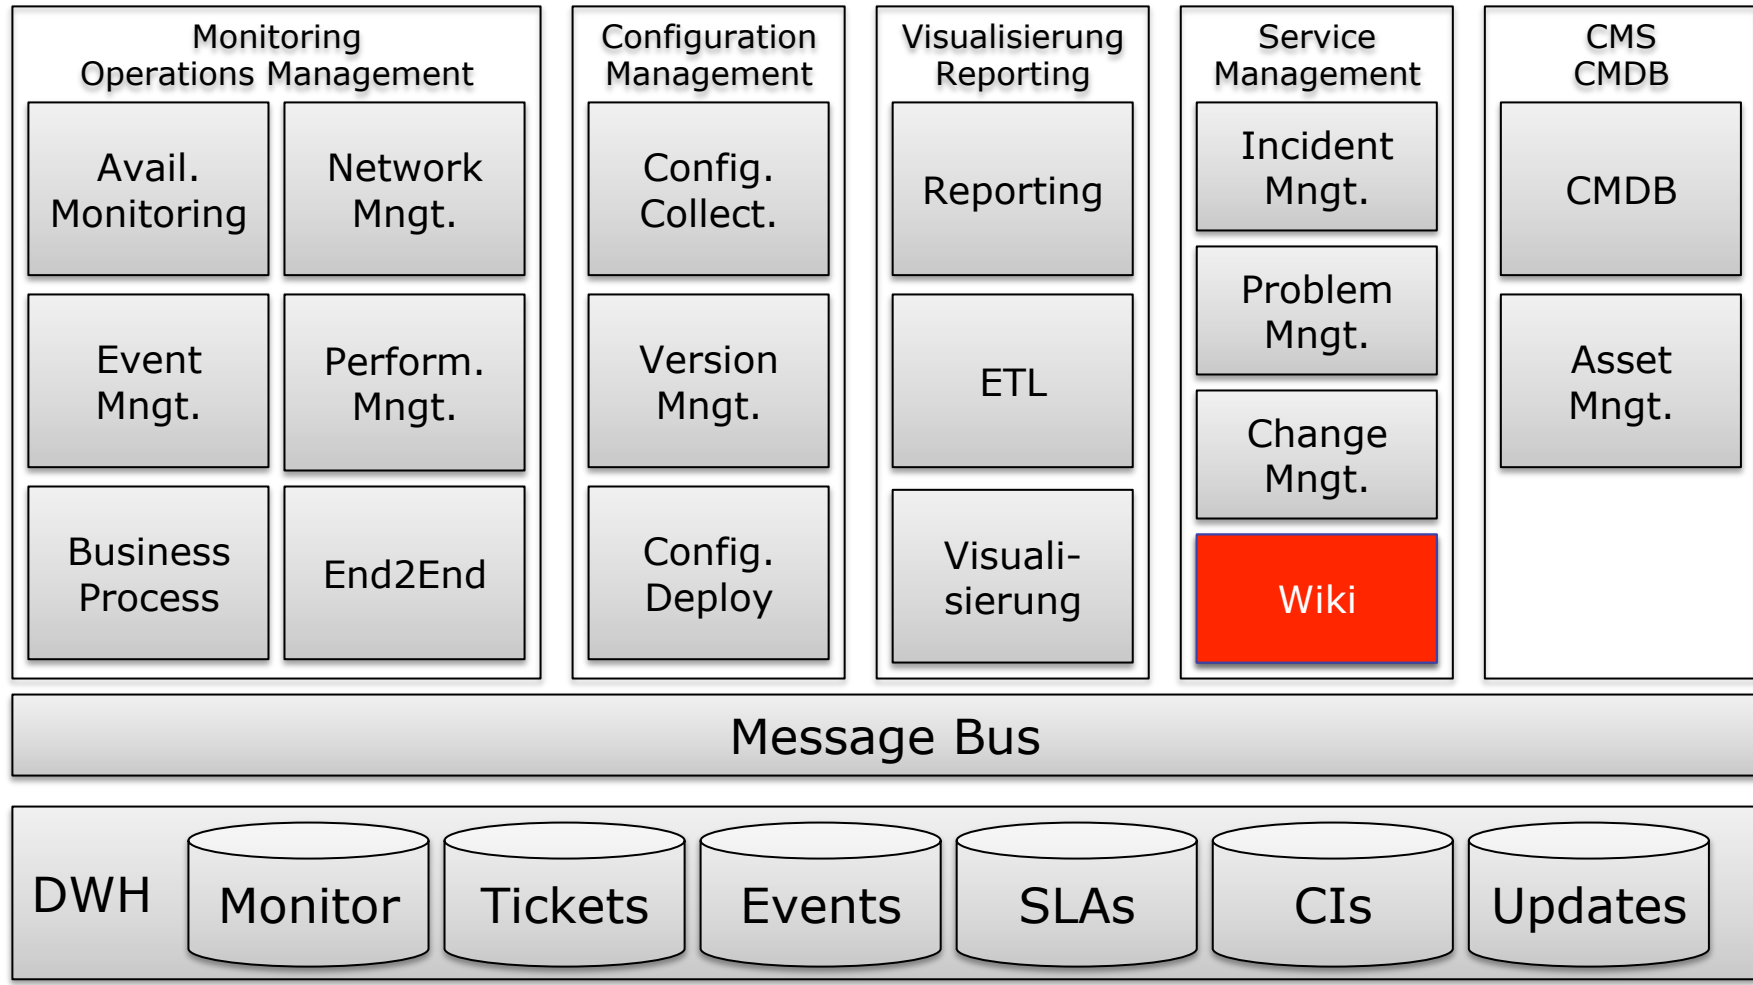 Monitoring
Operations Management
Avail.
Monitoring
Network
Mngt.
Event
Mngt.
Perform.
Mngt.
Business
Process
End2End
Configuration
Management
Config.
Collect.
Version
Mngt.
Config.
Deploy
Visualisierung
Reporting
Reporting
ETL
Visuali-
sierung
Service
Management
Incident
Mngt.
Problem
Mngt.
Change
Mngt.
Wiki
CMS
CMDB
CMDB
Asset
Mngt.
Message Bus
DWH
Monitor
Tickets
Events
SLAs
CIs
Updates